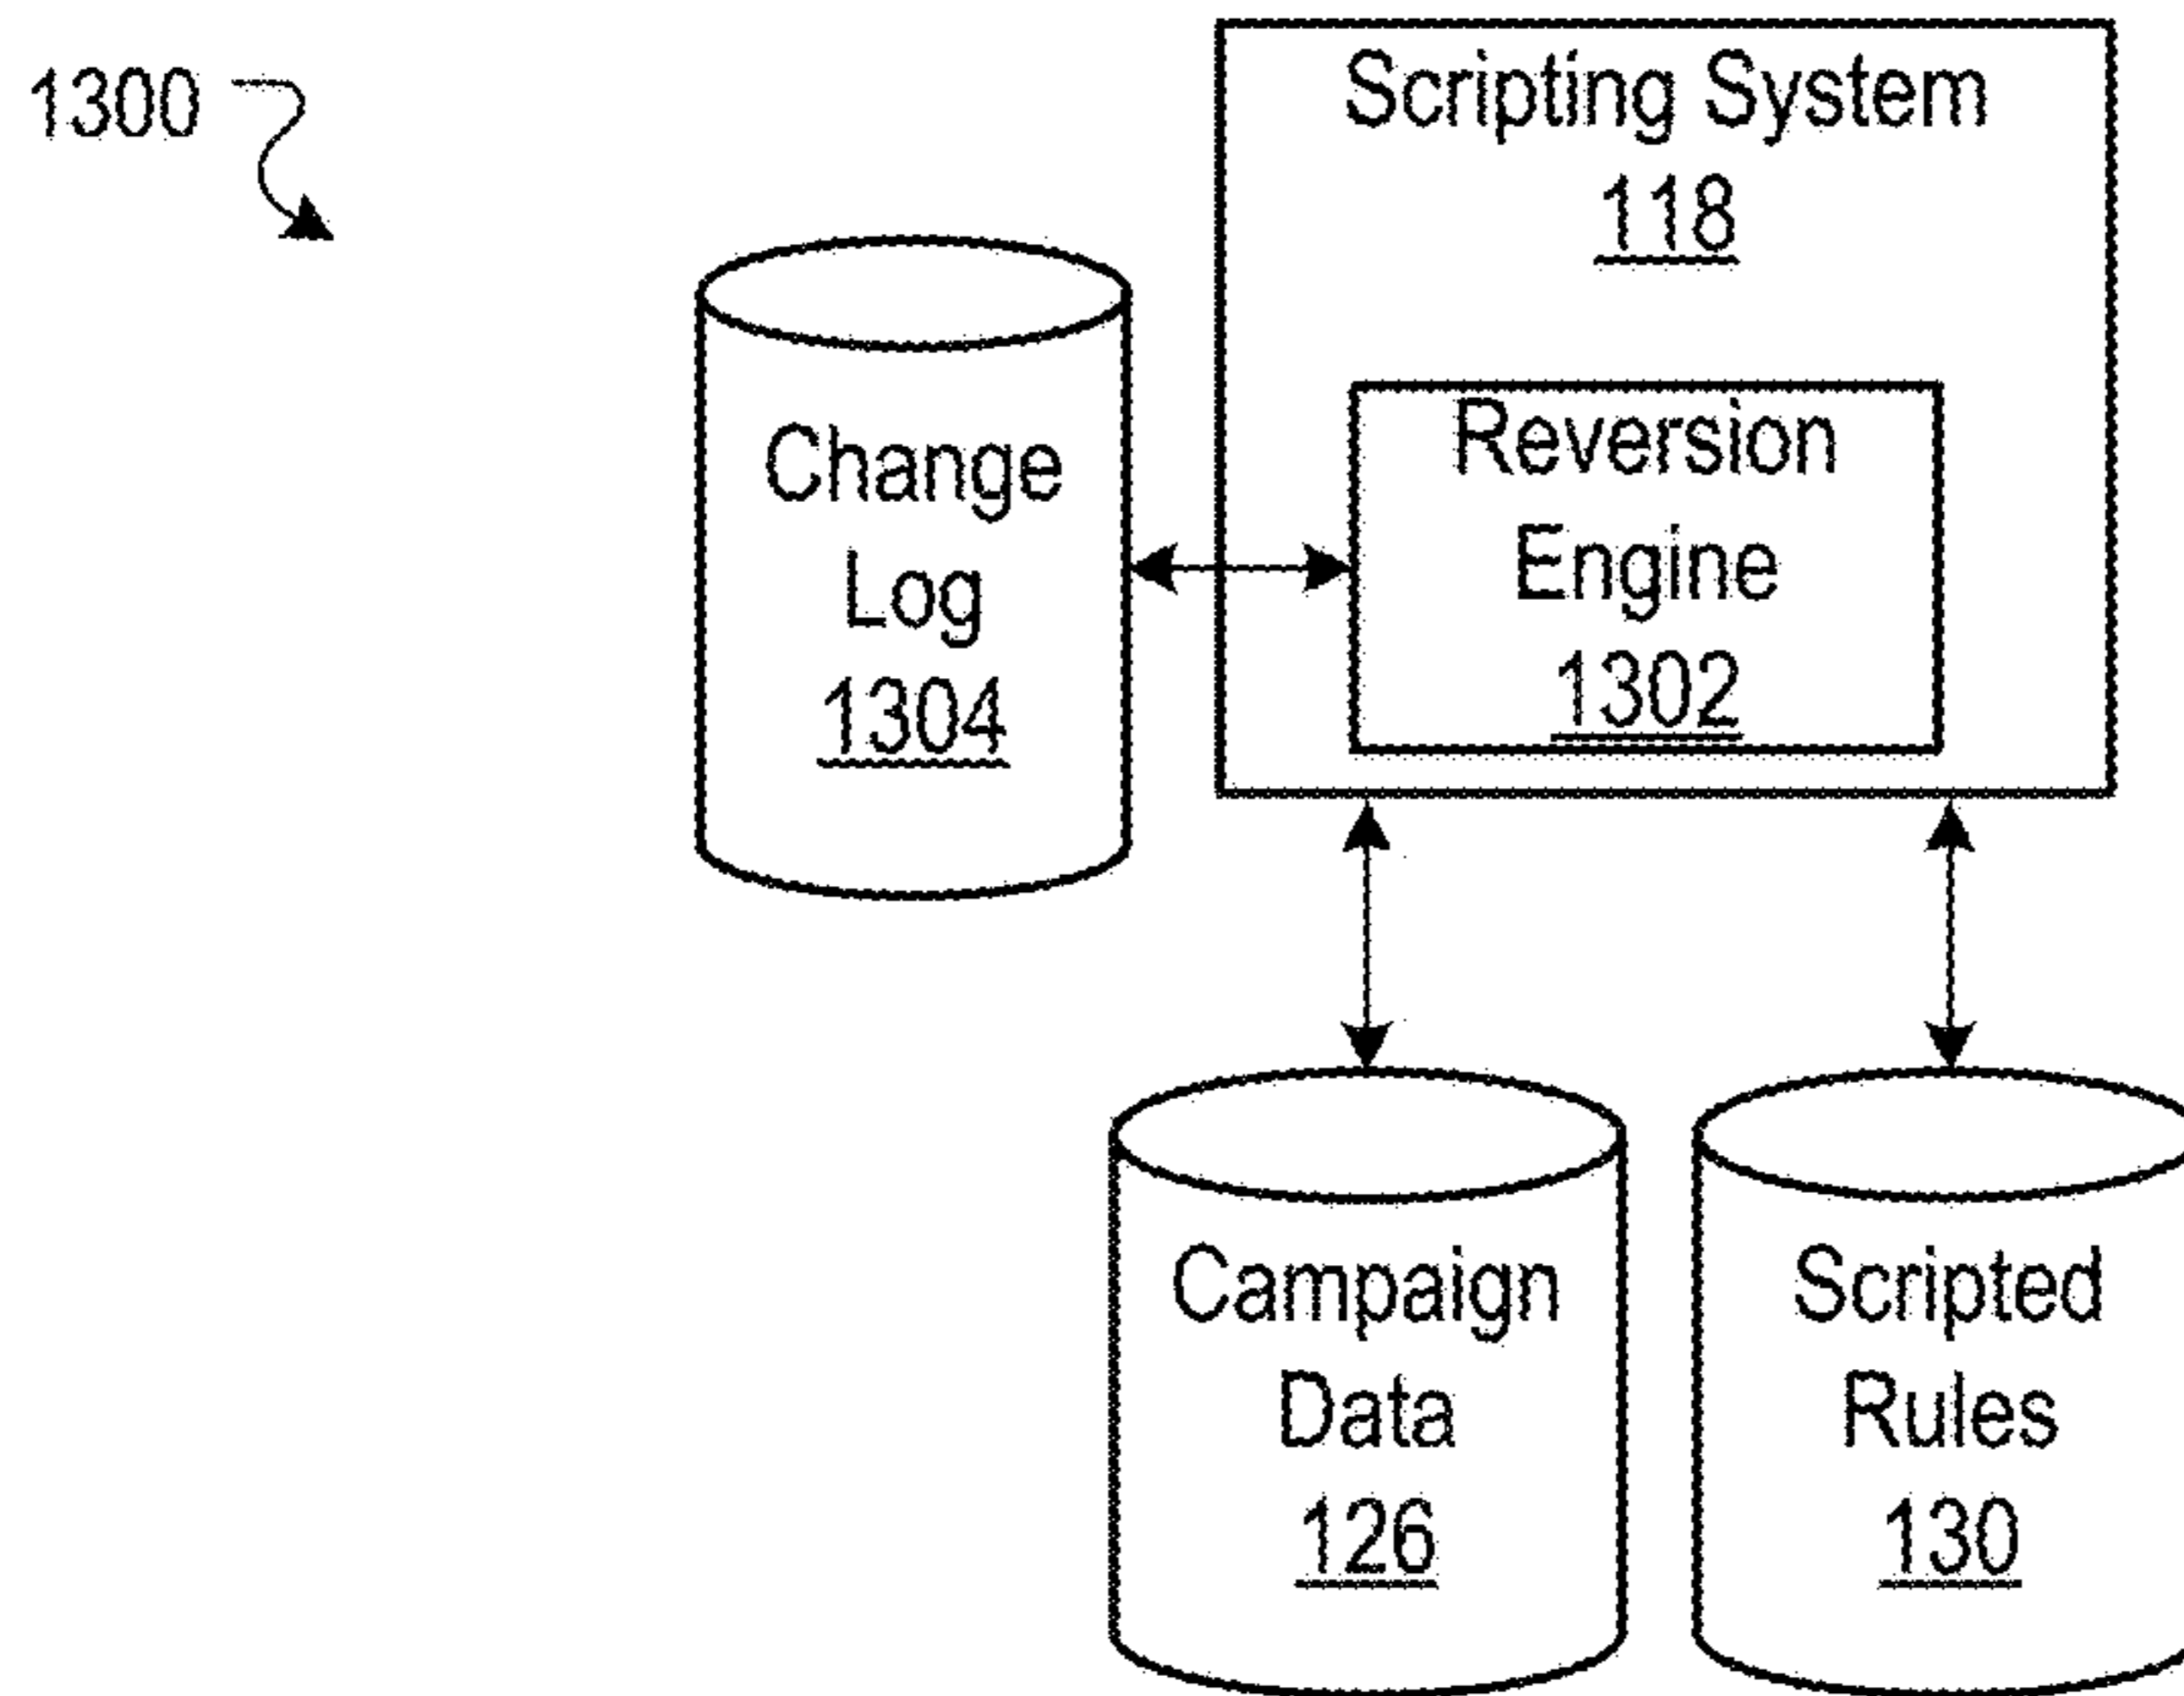 1300
Scripting System
118
Reversion
Engine
1302
Change
Log
1304
Campaign
Data
126
Scripted
Rules
130